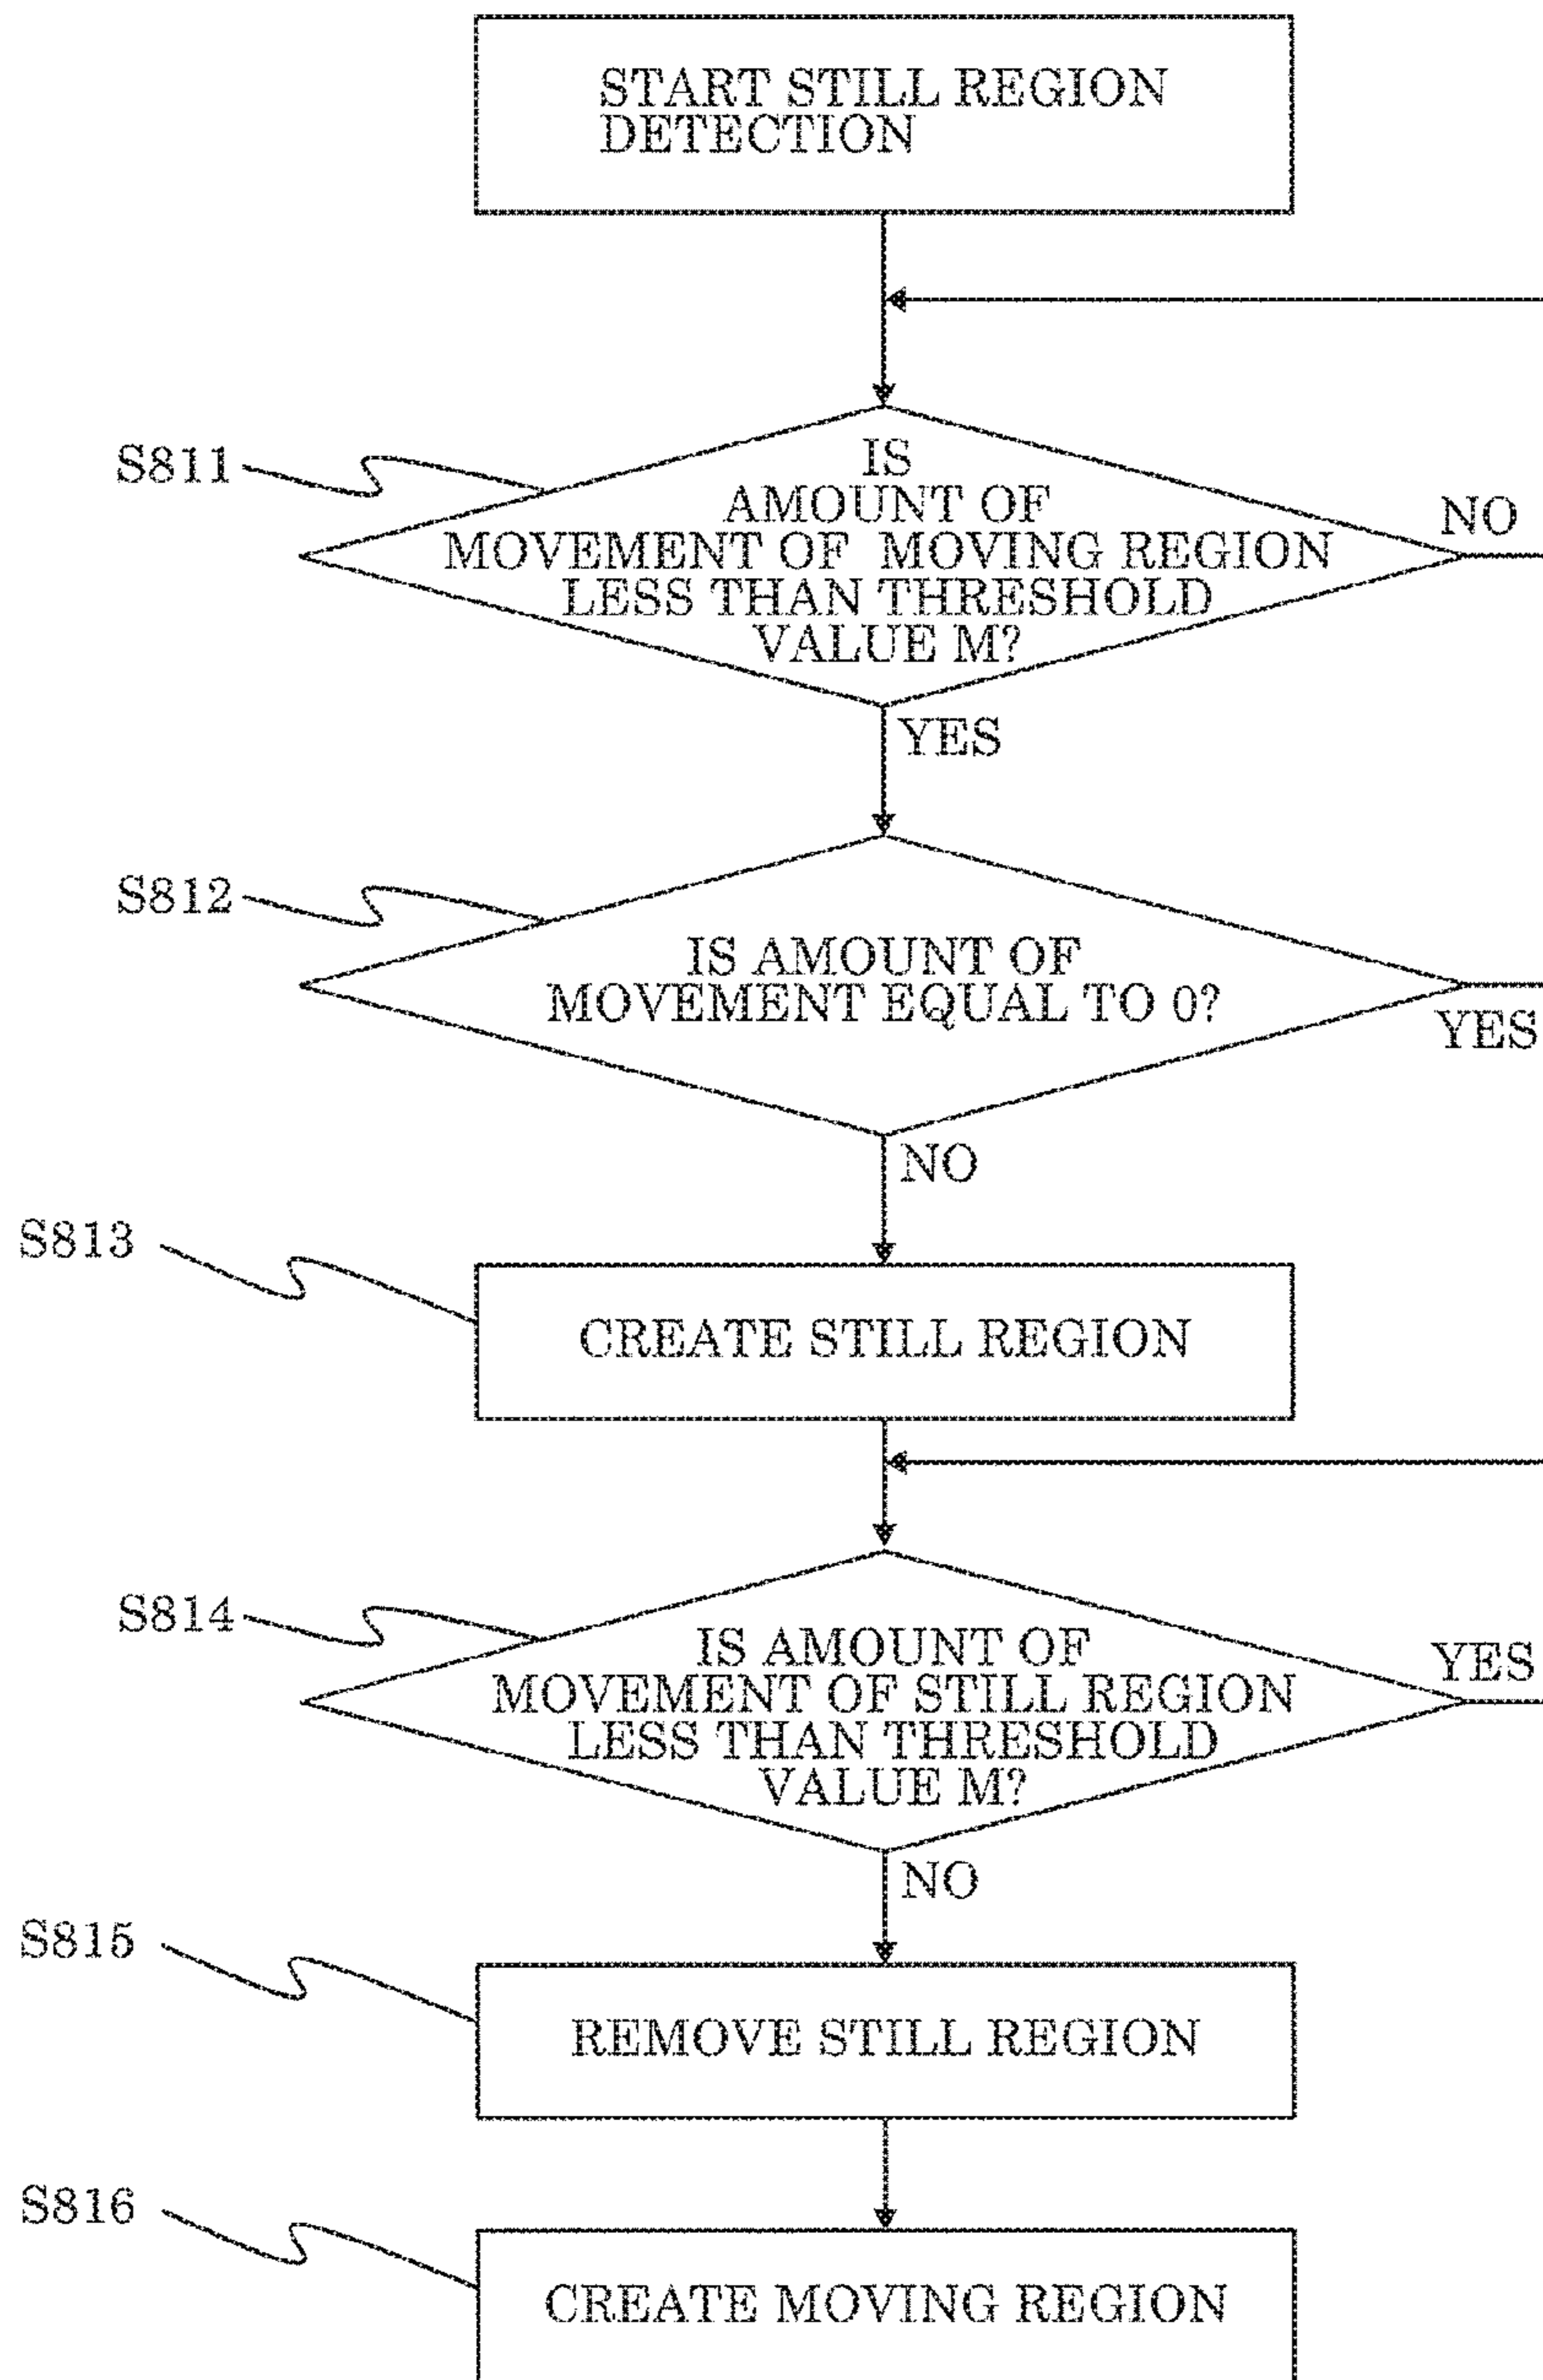 START STILL REGION
DETECTION
S811
IS
AMOUNT OF
MOVEMENT OF MOVING REGION
LESS THAN THRESHOLD
VALUE M?
NO
YES
S812
IS AMOUNT OF
MOVEMENT EQUAL TO 0?
YES
NO
S813
CREATE STILL REGION
S814
IS AMOUNT OF
MOVEMENT OF STILL REGION
LESS THAN THRESHOLD
VALUE M?
YES
NO
S815
REMOVE STILL REGION
S816
CREATE MOVING REGION